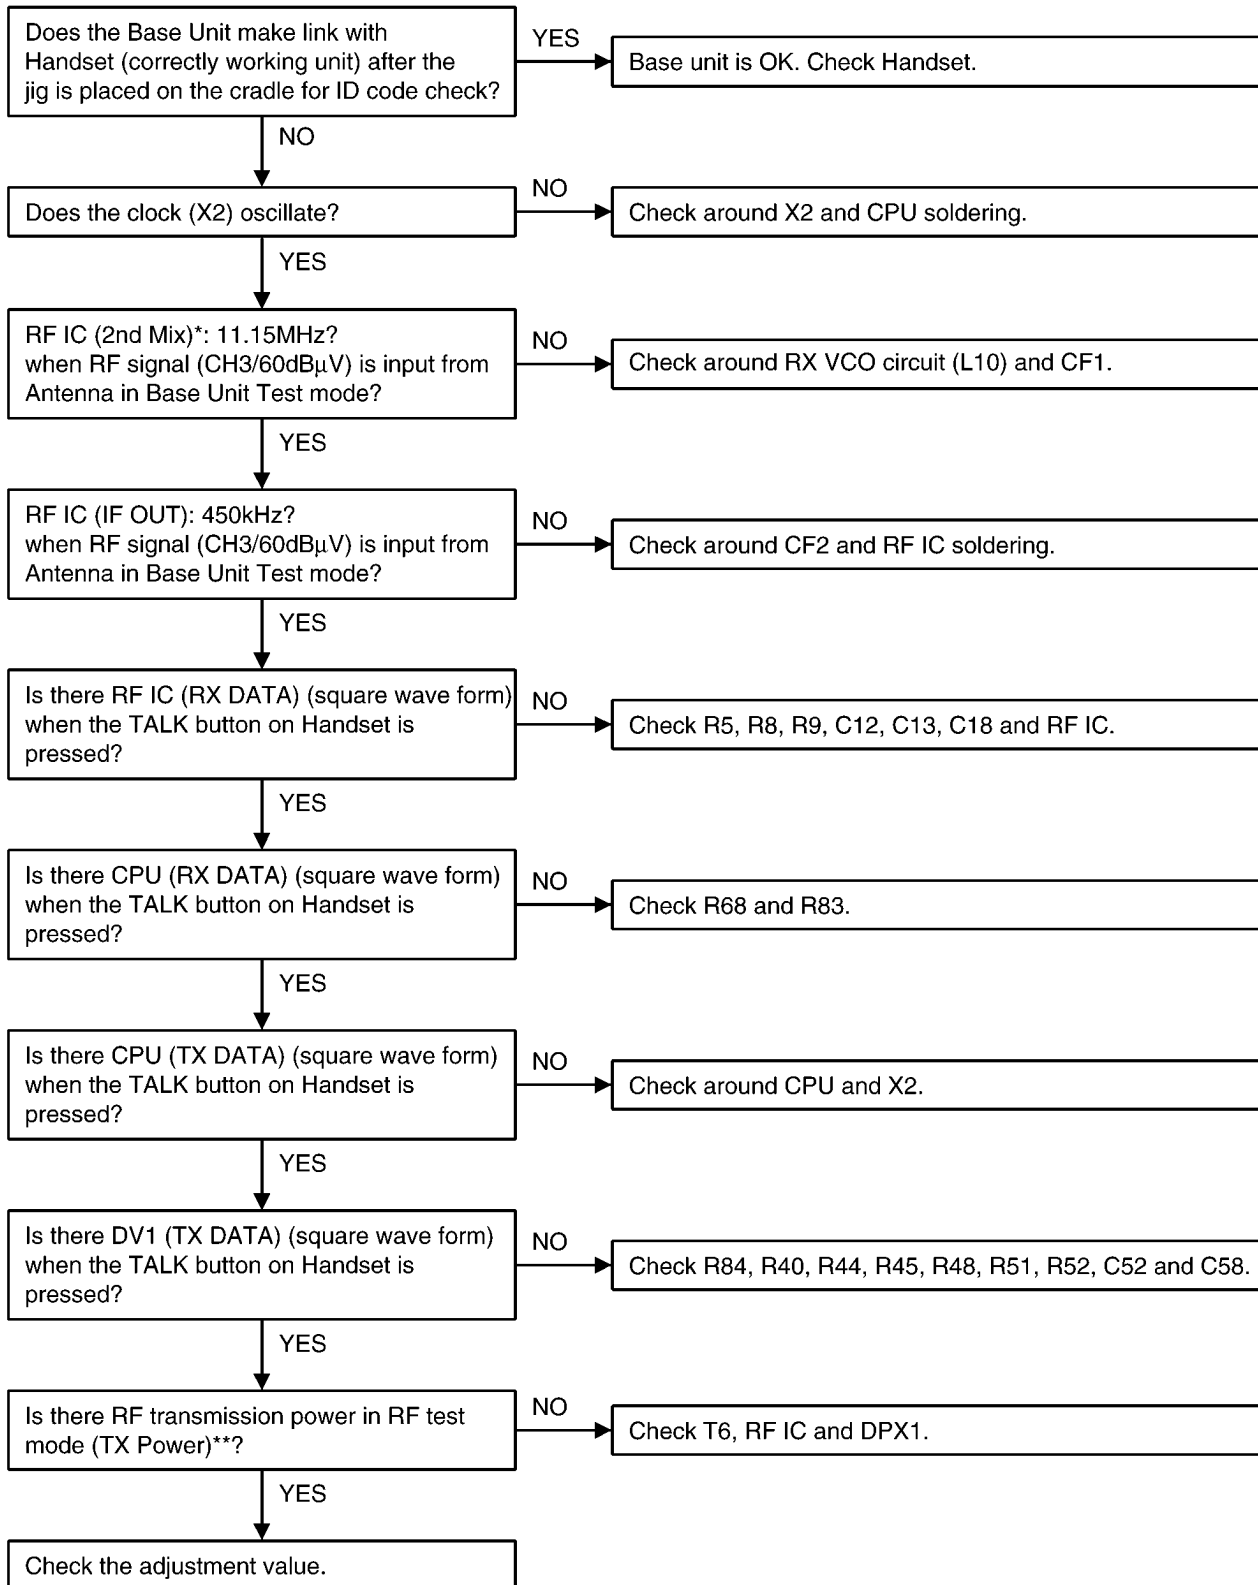 Does the Base Unit make link with
Handset (correctly working unit) after the
jig is placed on the cradle for ID code check?
YES
Base unit is OK. Check Handset.
NO
Does the clock (X2) oscillate?
NO
Check around X2 and CPU soldering.
YES
RF IC (2nd Mix)*: 11.15MHz?
when RF signal (CH3/60dBµV) is input from
Antenna in Base Unit Test mode?
NO
Check around RX VCO circuit (L10) and CF1.
YES
RF IC (IF OUT): 450kHz?
when RF signal (CH3/60dBµV) is input from
Antenna in Base Unit Test mode?
NO
Check around CF2 and RF IC soldering.
YES
Is there RF IC (RX DATA) (square wave form)
when the TALK button on Handset is
pressed?
NO
Check R5, R8, R9, C12, C13, C18 and RF IC.
YES
Is there CPU (RX DATA) (square wave form)
when the TALK button on Handset is
pressed?
NO
Check R68 and R83.
YES
Is there CPU (TX DATA) (square wave form)
when the TALK button on Handset is
pressed?
NO
Check around CPU and X2.
YES
Is there DV1 (TX DATA) (square wave form)
when the TALK button on Handset is
pressed?
NO
Check R84, R40, R44, R45, R48, R51, R52, C52 and C58.
YES
Is there RF transmission power in RF test
mode (TX Power)**?
NO
Check T6, RF IC and DPX1.
YES
Check the adjustment value.